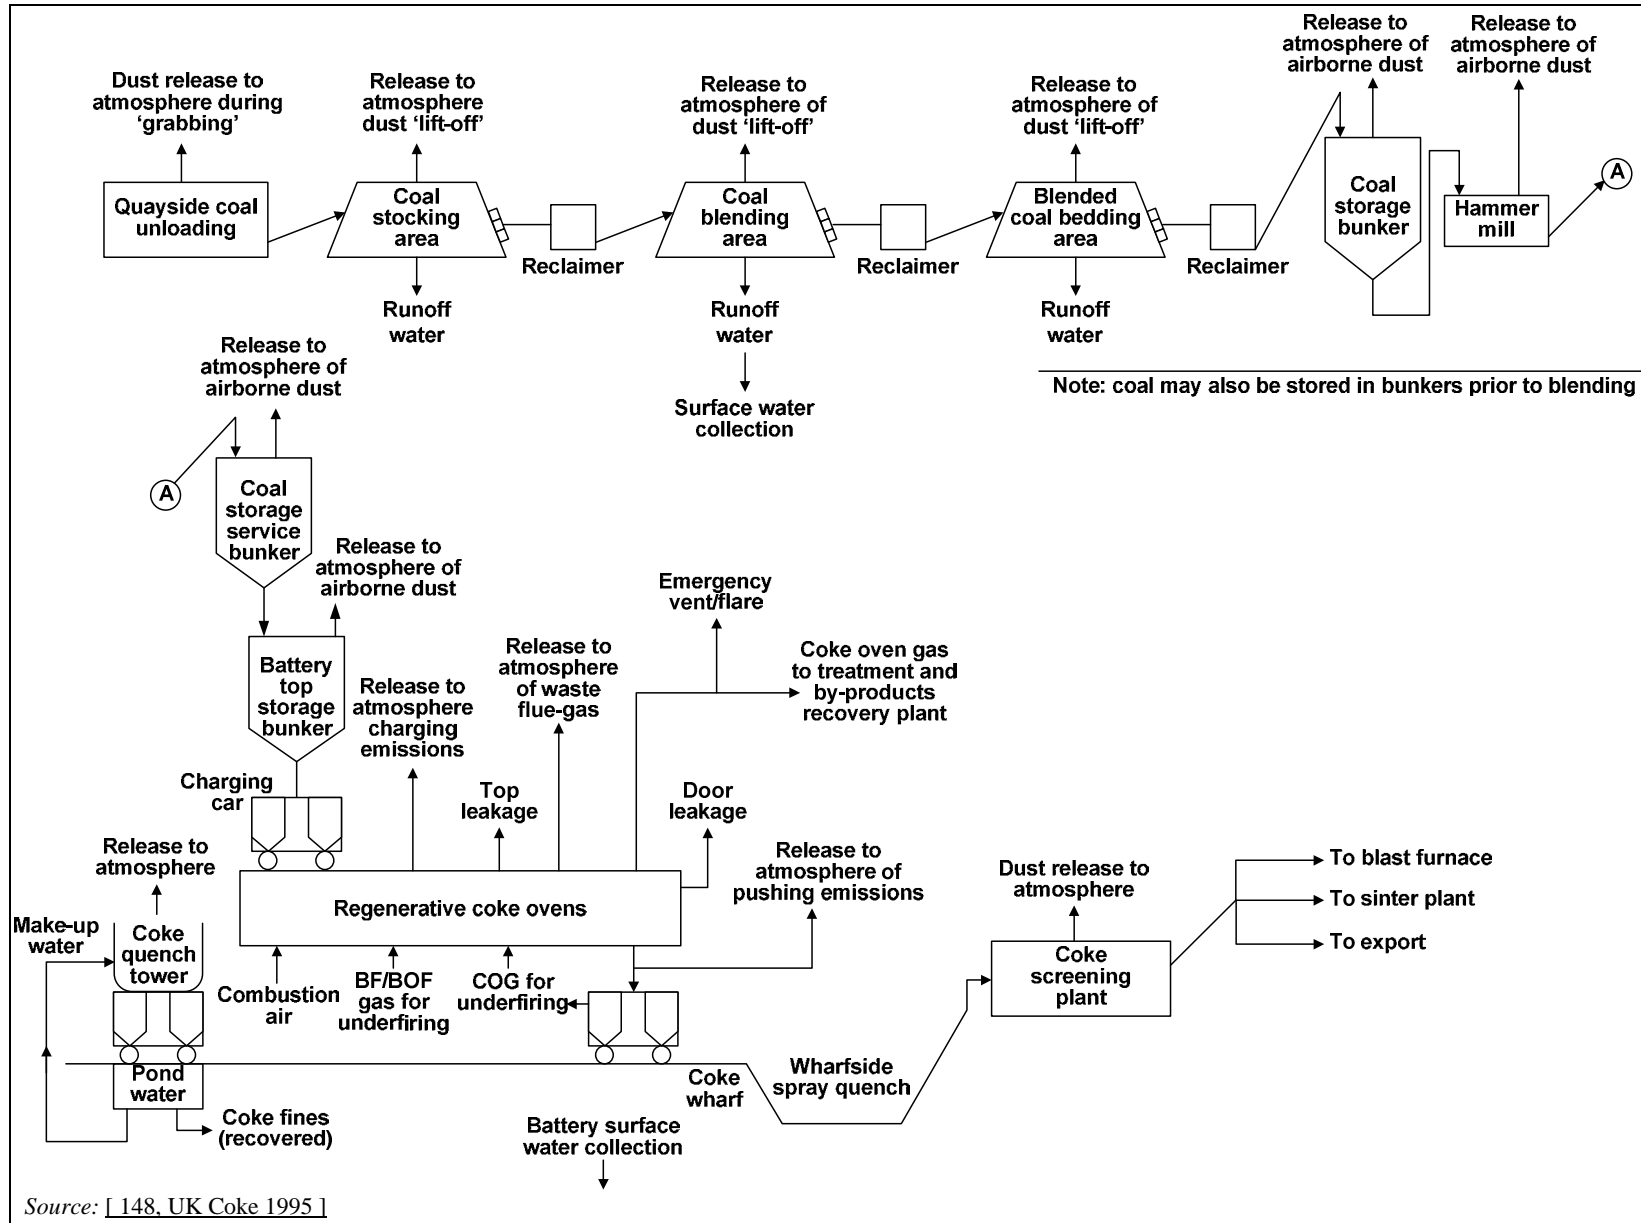 Dust release to
atmosphere during
‘grabbing’
Release to
atmosphere
dust ‘lift-off’
Release to
atmosphere of
dust ‘lift-off’
Release to
atmosphere of
dust ‘lift-off’
Release to
atmosphere of
airborne dust
Release to
atmosphere of
airborne dust
Quayside coal
unloading
Coal
stocking
area
Reclaimer
Coal
blending
area
Reclaimer
Blended
coal bedding
area
Reclaimer
Coal
storage
bunker
Hammer
mill
A
Runoff
water
Runoff
water
Runoff
water
Surface water
collection
Note: coal may also be stored in bunkers prior to blending
Release to
atmosphere of
airborne dust
A
Coal
storage
service
bunker
Release to
atmosphere of
airborne dust
Battery
top
storage
bunker
Release to
atmosphere
charging
emissions
Release to
atmosphere
of waste
flue-gas
Emergency
vent/flare
Coke oven gas
to treatment and
by-products
recovery plant
Charging
car
Top
leakage
Door
leakage
Release to
atmosphere
Release to
atmosphere of
pushing emissions
Dust release to
atmosphere
To blast furnace
To sinter plant
To export
Regenerative coke ovens
Make-up
water
Coke
quench
tower
Combustion
air
BF/BOF
gas for
underfiring
COG for
underfiring
Coke
screening
plant
Pond
water
Coke fines
(recovered)
Coke
wharf
Wharfside
spray quench
Battery surface
water collection
Source: [ 148, UK Coke 1995 ]